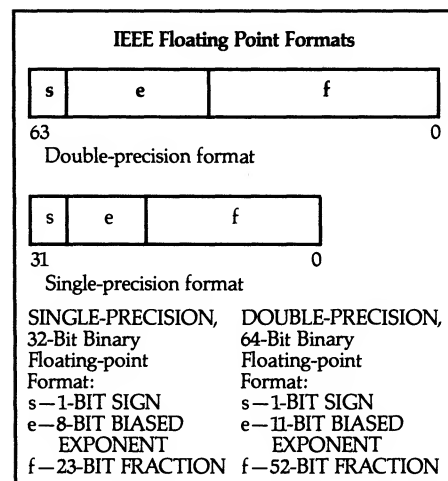 IEEE Floating Point Formats
s e f
63 0
Double-precision format
s e f
31 0
Single-precision format
SINGLE-PRECISION,
32-Bit Binary
Floating-point
Format:
s—1-BIT SIGN
e—8-BIT BIASED
EXPONENT
f—23-BIT FRACTION
DOUBLE-PRECISION,
64-Bit Binary
Floating-point
Format:
s—1-BIT SIGN
e—11-BIT BIASED
EXPONENT
f—52-BIT FRACTION